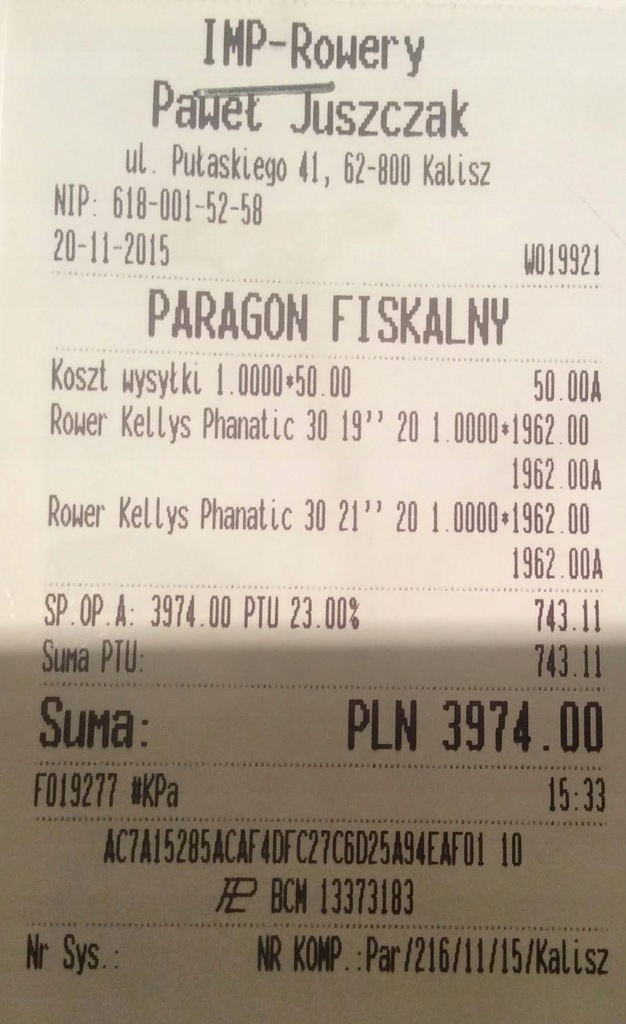 IMP-Rowery
Paweł Juszczak
ul. Pułaskiego 41, 62-800 Kalisz
NIP: 618-001-52-58
20-11-2015 W019921
PARAGON FISKALNY
Koszt wysyłki 1.0000*50.00 50.00A
Rower Kellys Phanatic 30 19'' 20 1.0000*1962.00
1962.00A
Rower Kellys Phanatic 30 21'' 20 1.0000*1962.00
1962.00A
SP.OP.A: 3974.00 PTU 23.00% 743.11
Suma PTU: 743.11
Suma: PLN 3974.00
F019277 #KPa 15:33
AC7A15285ACAF4DFC27C6D25A94EAF01 10
BCM 13373183
Nr Sys.: NR KOMP.:Par/216/11/15/Kalisz